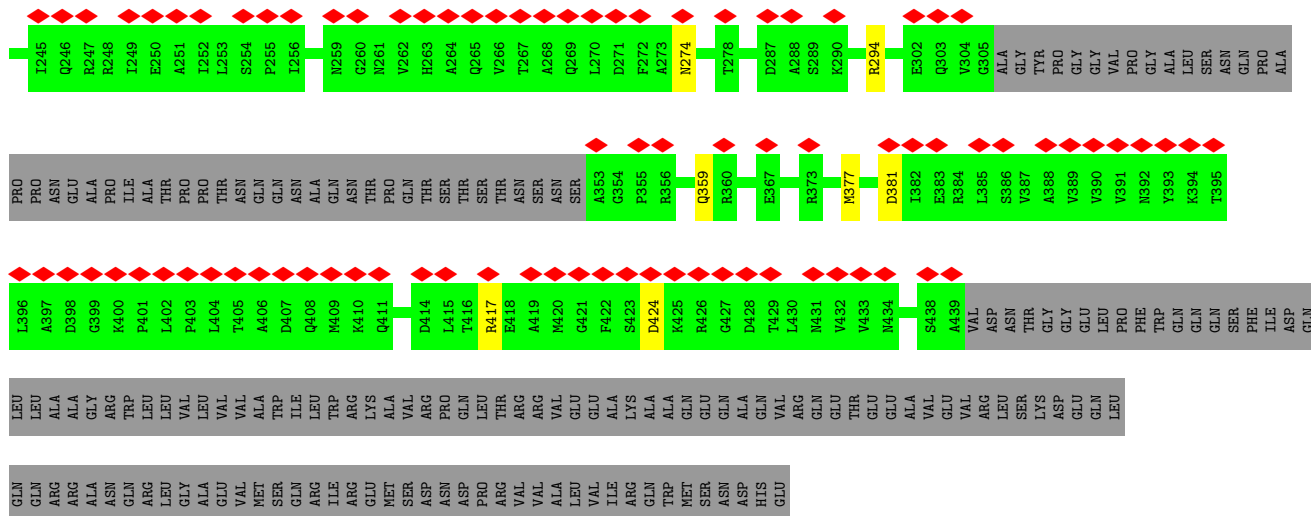 I245 Q246 R247 R248 I249 E250 A251 I252 L253 S254 P255 I256 N259 G260 N261 V262 H263 A264 Q265 V266 T267 A268 Q269 L270 D271 F272 A273 N274 T278 D287 A288 S289 K290 R294 E302 Q303 V304 G305 ALA GLY TYR PRO GLY GLY VAL PRO GLY ALA LEU SER ASN GLN PRO ALA
PRO PRO ASN GLU ALA PRO ILE ALA THR PRO PRO THR ASN GLN GLN ASN ALA GLN ASN THR PRO GLN THR SER THR SER THR ASN SER ASN SER A353 G354 P355 R356 Q359 R360 E367 R373 M377 D381 I382 E383 R384 L385 S386 V387 A388 V389 V390 V391 N392 Y393 K394 T395
L396 A397 D398 G399 K400 P401 L402 P403 L404 T405 A406 D407 Q408 M409 K410 Q411 D414 L415 T416 R417 E418 A419 M420 G421 F422 S423 D424 K425 R426 G427 D428 T429 L430 N431 V432 V433 N434 S438 A439 VAL ASP ASN THR GLY GLY GLU LEU PRO PHE TRP GLN GLN GLN SER PHE ILE ASP GLN
LEU LEU ALA ALA GLY ARG TRP LEU LEU VAL LEU VAL VAL ALA TRP ILE LEU TRP ARG LYS ALA VAL ARG PRO GLN LEU THR ARG ARG VAL GLU GLU ALA LYS ALA ALA GLN GLU GLN ALA GLN VAL ARG GLN GLU THR GLU GLU ALA VAL GLU VAL ARG LEU SER LYS ASP GLU GLN LEU
GLN GLN ARG ARG ALA ASN GLN ARG LEU GLY ALA GLU VAL MET SER GLN ARG ILE ARG GLU MET SER ASP ASN ASP PRO ARG VAL VAL ALA LEU VAL ILE ARG GLN TRP MET SER ASN ASP HIS GLU